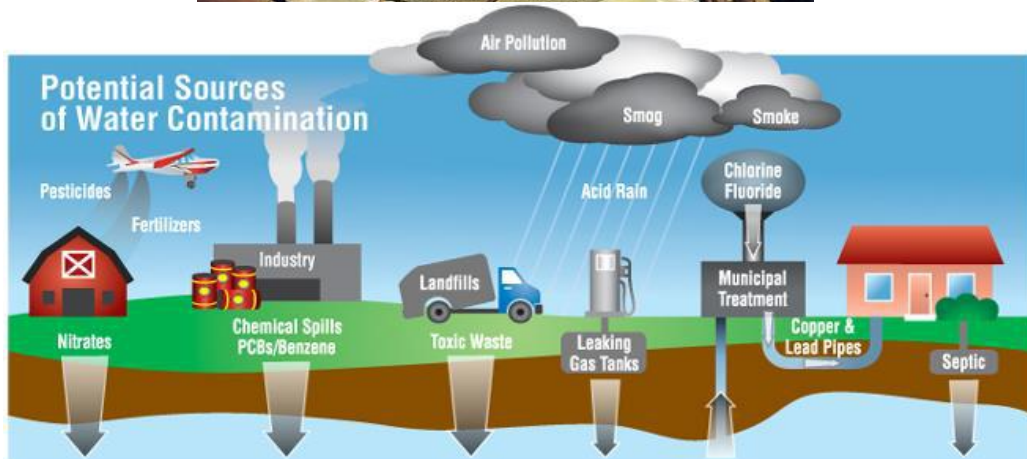 Air Pollution
Potential Sources
of Water Contamination
Smog
Smoke
Pesticides
Fertilizers
Acid Rain
Chlorine
Fluoride
Industry
Landfills
Municipal
Treatment
Nitrates
Chemical Spills
PCBs/Benzene
Toxic Waste
Leaking
Gas Tanks
Copper &
Lead Pipes
Septic